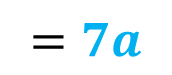 = 7a